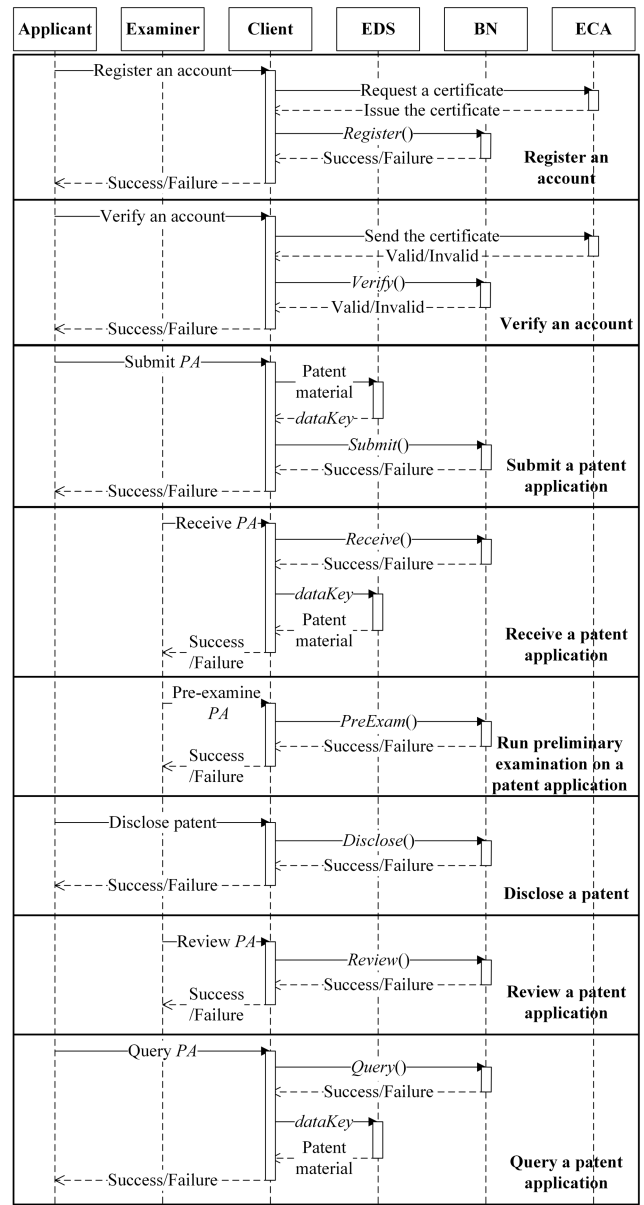 Applicant Examiner Client EDS BN ECA
Register an account
Request a certificate
Issue the certificate
Register()
Success/Failure
Register an
account
Success/Failure
Verify an account
Send the certificate
Valid/Invalid
Verify()
Valid/Invalid
Verify an account
Success/Failure
Submit PA
Patent
material
dataKey
Submit()
Success/Failure
Submit a patent
application
Success/Failure
Receive PA
Receive()
Success/Failure
dataKey
Patent
material
Success
/Failure
Receive a patent
application
Pre-examine
PA
PreExam()
Success/Failure
Success
/Failure
Run preliminary
examination on a
patent application
Disclose patent
Disclose()
Success/Failure
Success/Failure
Disclose a patent
Review PA
Review()
Success/Failure
Success
/Failure
Review a patent
application
Query PA
Query()
Success/Failure
dataKey
Patent
material
Success/Failure
Query a patent
application